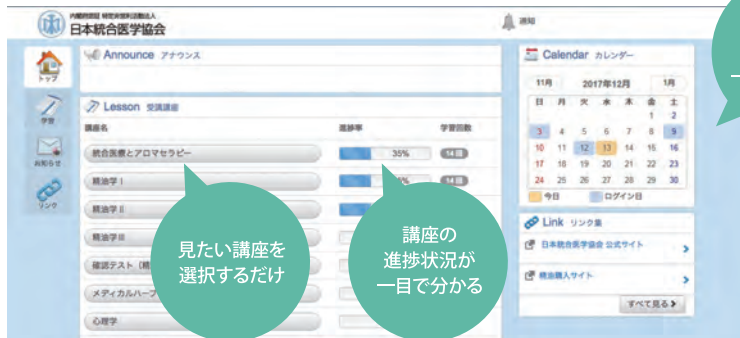 内閣府認証 特定非営利活動法人
日本統合医学協会
通知
トップ
学習
お知らせ
リンク
Announce アナウンス
Lesson 受講講座
講座名 進捗率 学習回数
統合医療とアロマセラピー 35% 14回
精油学 I 14回
精油学 II
精油学 III
確認テスト
メディカルハーブ
心理学
見たい講座を
選択するだけ
講座の
進捗状況が
一目で分かる
Calendar カレンダー
11月 2017年12月 1月
日 月 火 水 木 金 土
1 2
3 4 5 6 7 8 9
10 11 12 13 14 15 16
17 18 19 20 21 22 23
24 25 26 27 28 29 30
今日 ログイン日
Link リンク集
日本統合医学協会 公式サイト
精油購入サイト
すべて見る